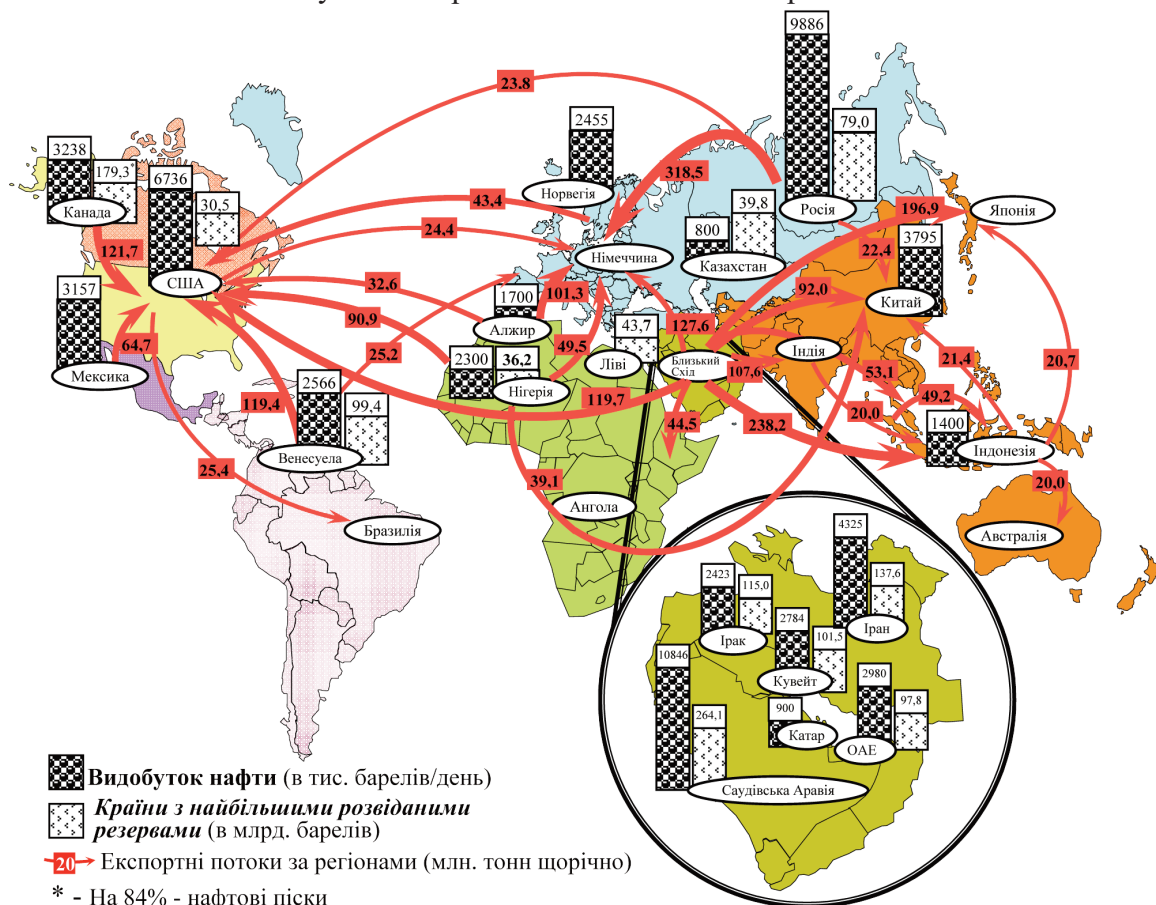 9886
23.8
2455
79,0
3238
179,3*
6736
30,5
Норвегія
318,5
Канада
43,4
39,8
Росія
196,9
Японія
121,7
24,4
800
22,4
3795
США
Німеччина
Казахстан
3157
32,6
1700
101,3
92,0
Китай
90,9
Алжир
43,7
127,6
64,7
25,2
2300
36,2
49,5
Ліві
Близький
Схід
107,6
Індія
21,4
20,7
Мексика
Нігерія
53,1
2566
99,4
119,4
119,7
20,0
49,2
44,5
238,2
1400
Венесуела
Індонезія
25,4
39,1
20,0
Ангола
Бразилія
Австралія
4325
2423
115,0
137,6
2784
Ірак
101,5
Іран
10846
Кувейт
2980
264,1
900
97,8
Катар
ОАЕ
Саудівська Аравія
Видобуток нафти (в тис. барелів/день)
Країни з найбільшими розвіданими
резервами (в млрд. барелів)
20 Експортні потоки за регіонами (млн. тонн щорічно)
* - На 84% - нафтові піски